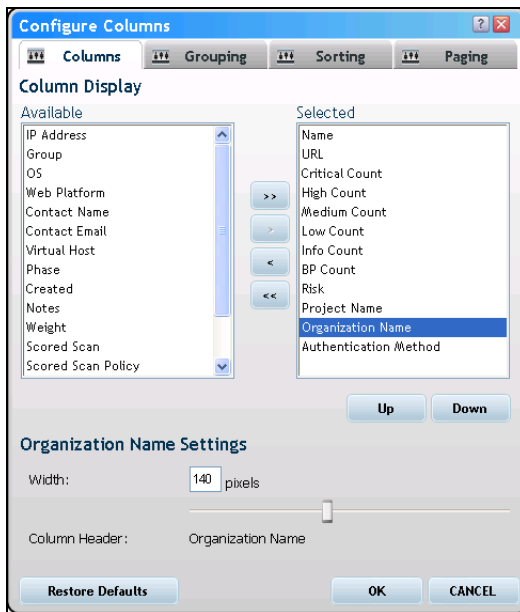 Configure Columns
?
Columns
Grouping
Sorting
Paging
Column Display
Available
IP Address
Group
OS
Web Platform
Contact Name
Contact Email
Virtual Host
Phase
Created
Notes
Weight
Scored Scan
Scored Scan Policy
>>
>
<
<<
Selected
Name
URL
Critical Count
High Count
Medium Count
Low Count
Info Count
BP Count
Risk
Project Name
Organization Name
Authentication Method
Up
Down
Organization Name Settings
Width: 140 pixels
Column Header: Organization Name
Restore Defaults
OK
CANCEL